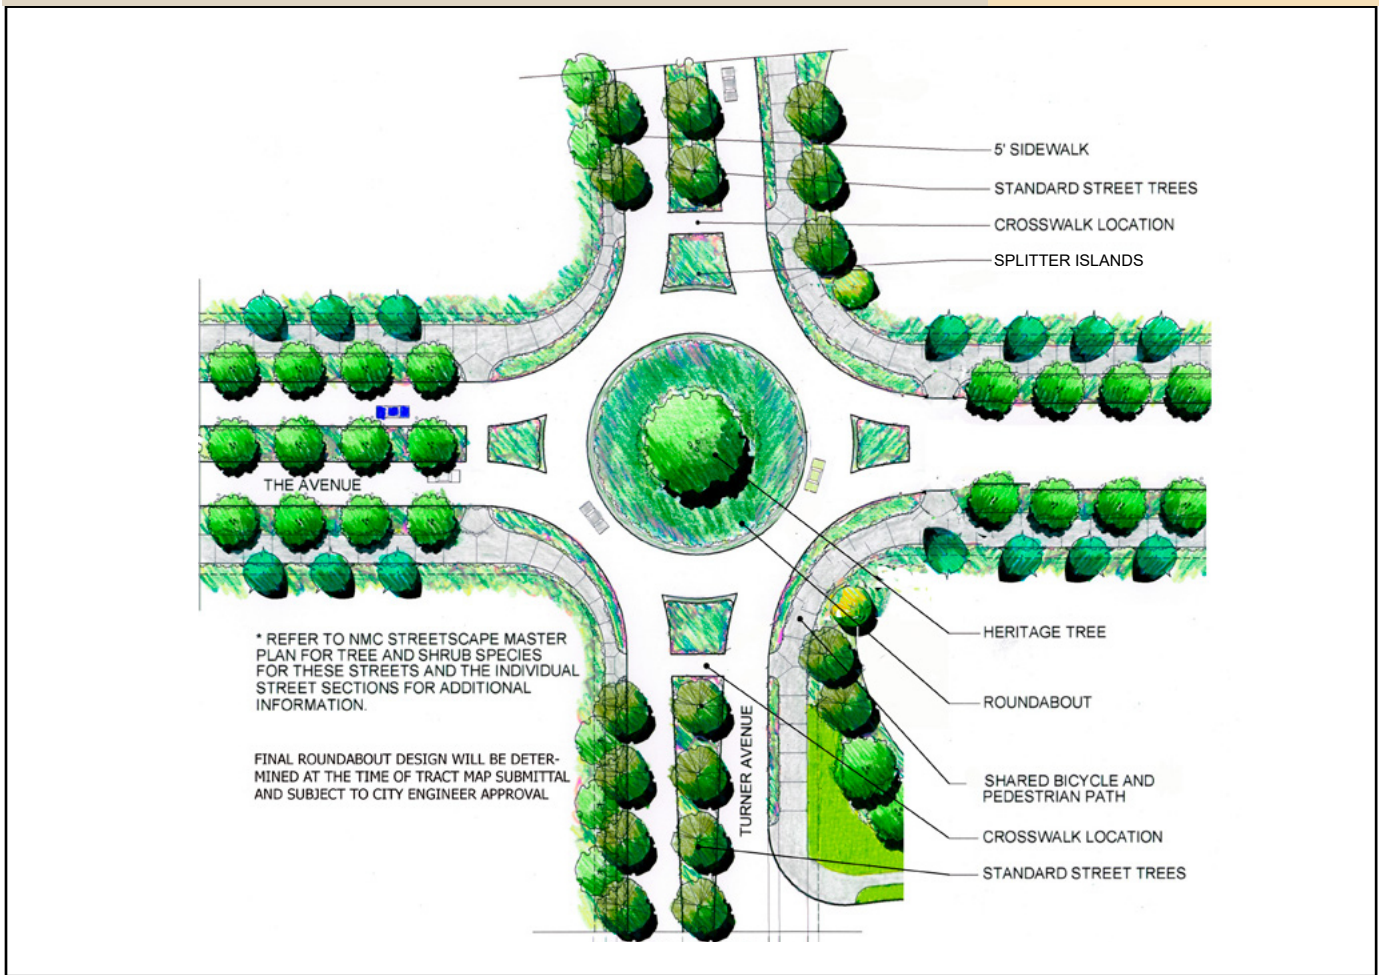 5' SIDEWALK
STANDARD STREET TREES
CROSSWALK LOCATION
SPLITTER ISLANDS
THE AVENUE
* REFER TO NMC STREETSCAPE MASTER
PLAN FOR TREE AND SHRUB SPECIES
FOR THESE STREETS AND THE INDIVIDUAL
STREET SECTIONS FOR ADDITIONAL
INFORMATION.
FINAL ROUNDABOUT DESIGN WILL BE DETER-
MINED AT THE TIME OF TRACT MAP SUBMITTAL
AND SUBJECT TO CITY ENGINEER APPROVAL
TURNER AVENUE
HERITAGE TREE
ROUNDABOUT
SHARED BICYCLE AND
PEDESTRIAN PATH
CROSSWALK LOCATION
STANDARD STREET TREES